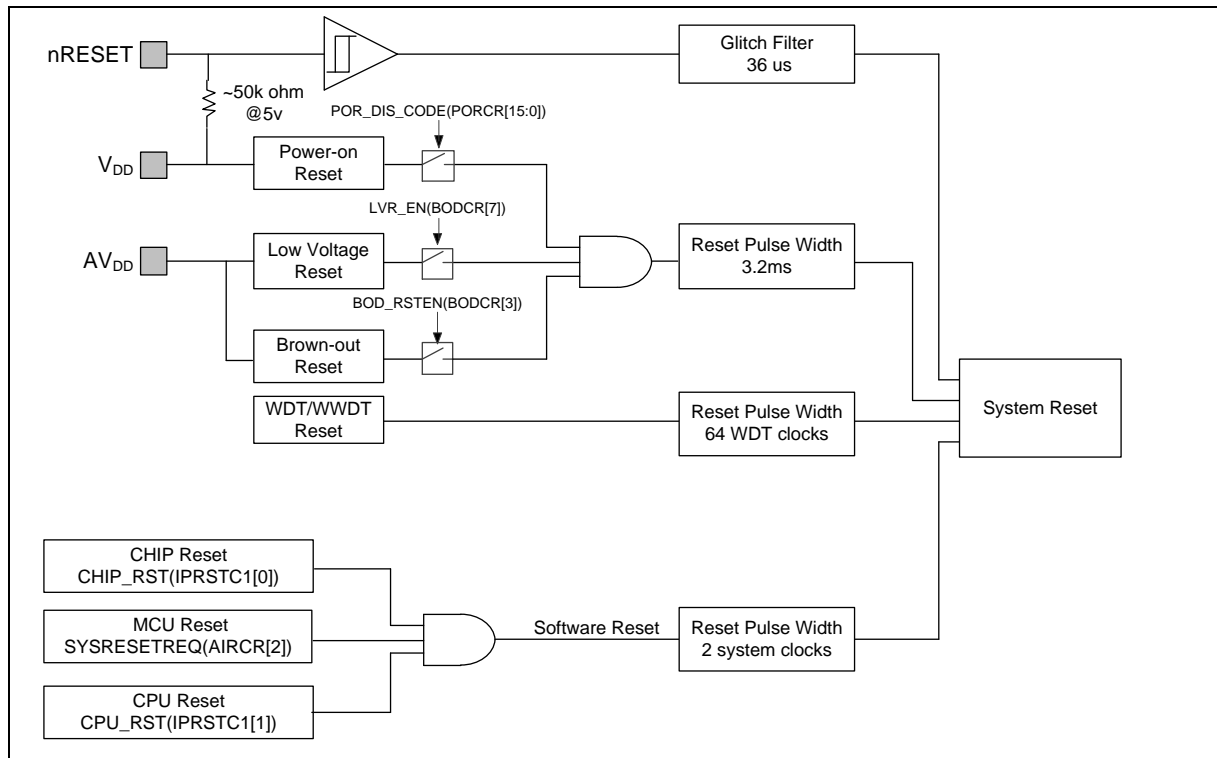 nRESET
Glitch Filter
36 us
~50k ohm
@5v
POR_DIS_CODE(PORCR[15:0])
VDD
Power-on
Reset
LVR_EN(BODCR[7])
AVDD
Low Voltage
Reset
Reset Pulse Width
3.2ms
BOD_RSTEN(BODCR[3])
Brown-out
Reset
WDT/WWDT
Reset
Reset Pulse Width
64 WDT clocks
System Reset
CHIP Reset
CHIP_RST(IPRSTC1[0])
MCU Reset
SYSRESETREQ(AIRCR[2])
Software Reset
Reset Pulse Width
2 system clocks
CPU Reset
CPU_RST(IPRSTC1[1])